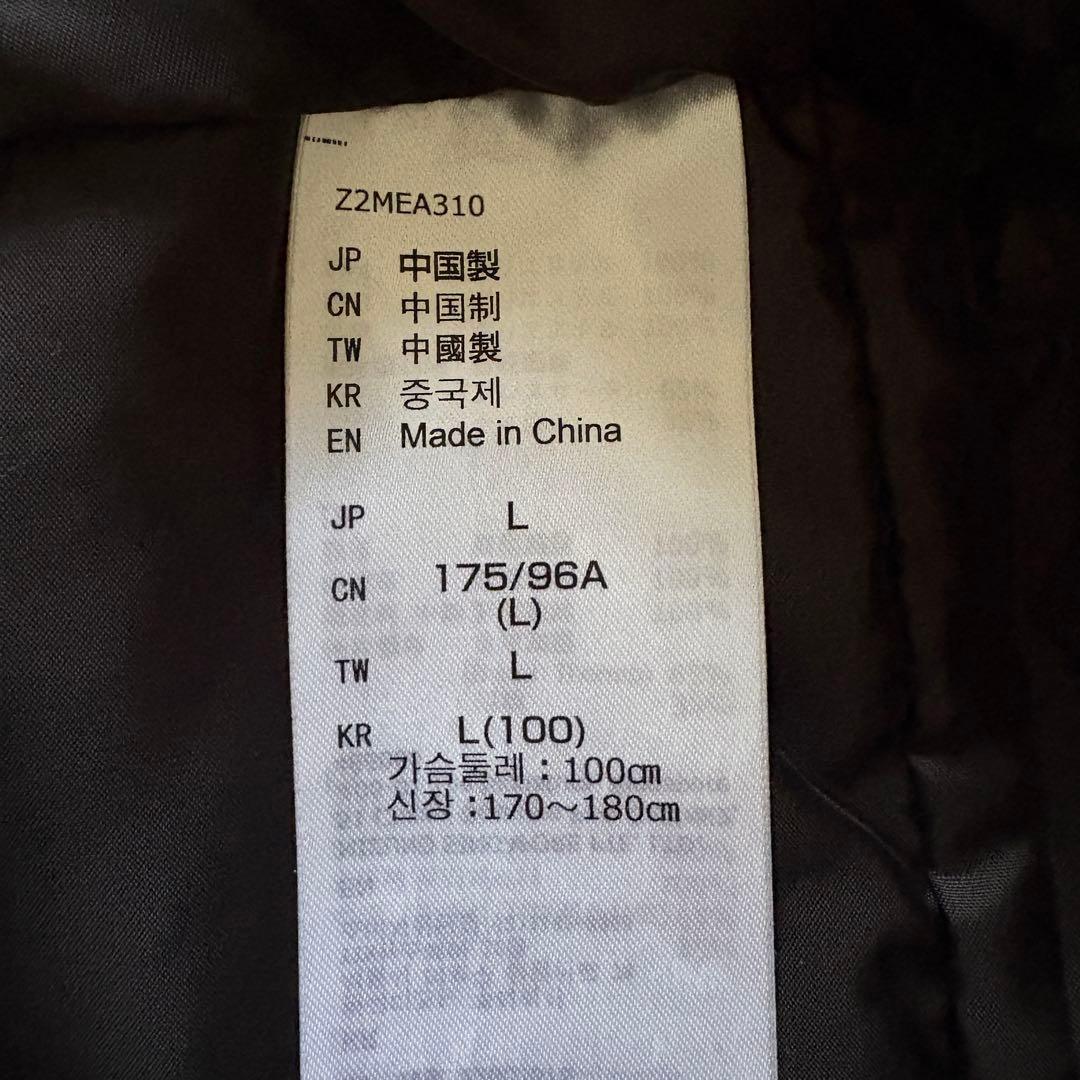 Z2MEA310
JP 中国製
CN 中国制
TW 中國製
KR 중국제
EN Made in China
JP L
CN 175/96A
(L)
TW L
KR L(100)
가슴둘레 : 100㎝
신장 :170~180㎝